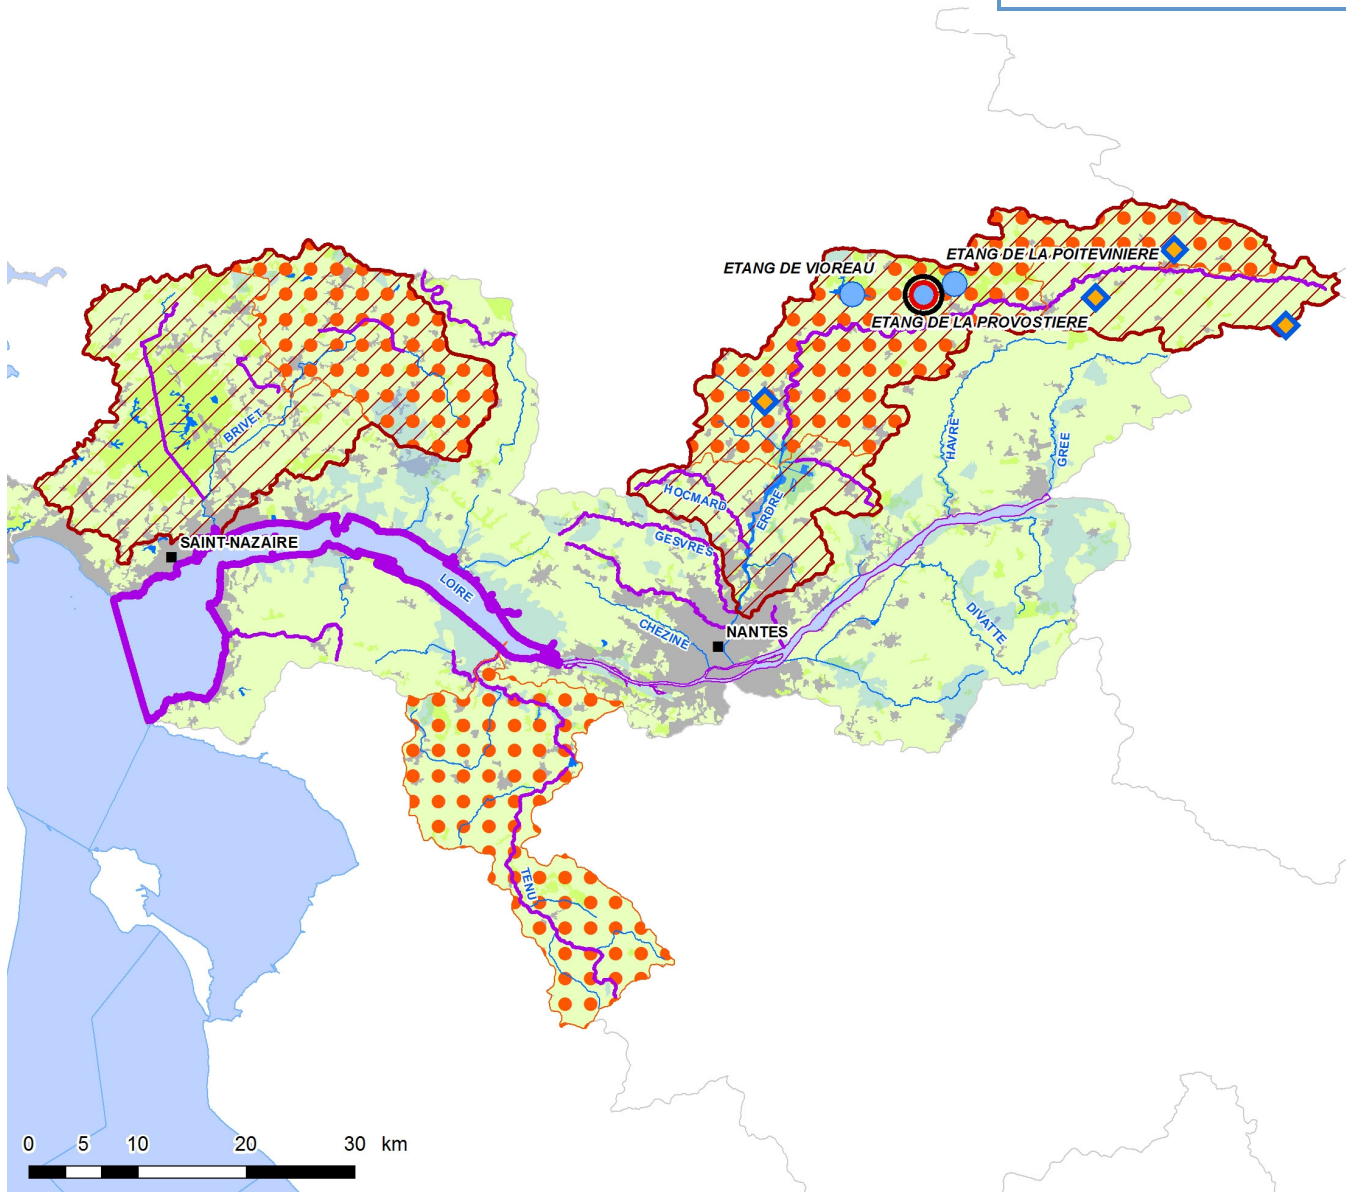 ETANG DE LA POITEVINIERE
ETANG DE VIOREAU
ETANG DE LA PROVOSTIERE
BRIVET
HAVRE
GREE
HOCMARD
ERDRE
GESVRES
SAINT-NAZAIRE
LOIRE
DIVATTE
CHEZINE
NANTES
TENU
0 5 10 20 30 km